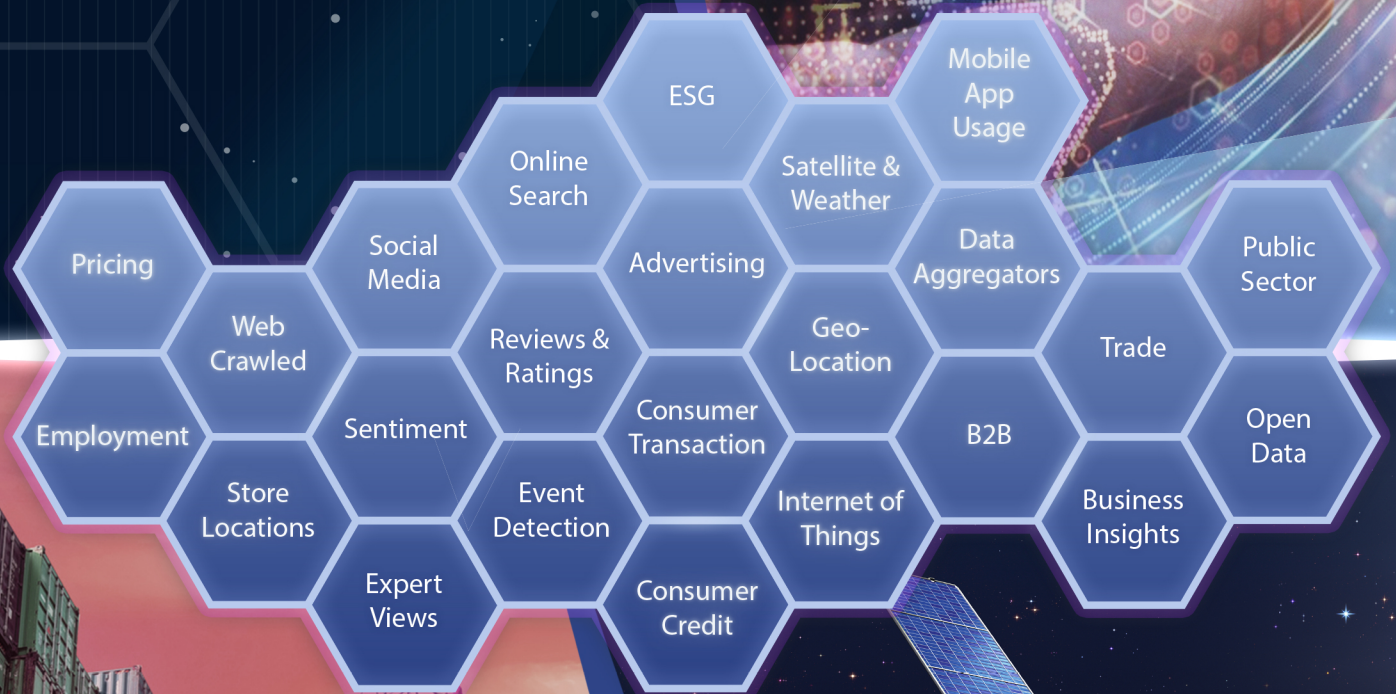 ESG
Mobile
App
Usage
Online
Search
Satellite &
Weather
Pricing
Social
Media
Advertising
Data
Aggregators
Public
Sector
Web
Crawled
Reviews &
Ratings
Geo-
Location
Trade
Employment
Sentiment
Consumer
Transaction
B2B
Open
Data
Store
Locations
Event
Detection
Internet of
Things
Business
Insights
Expert
Views
Consumer
Credit